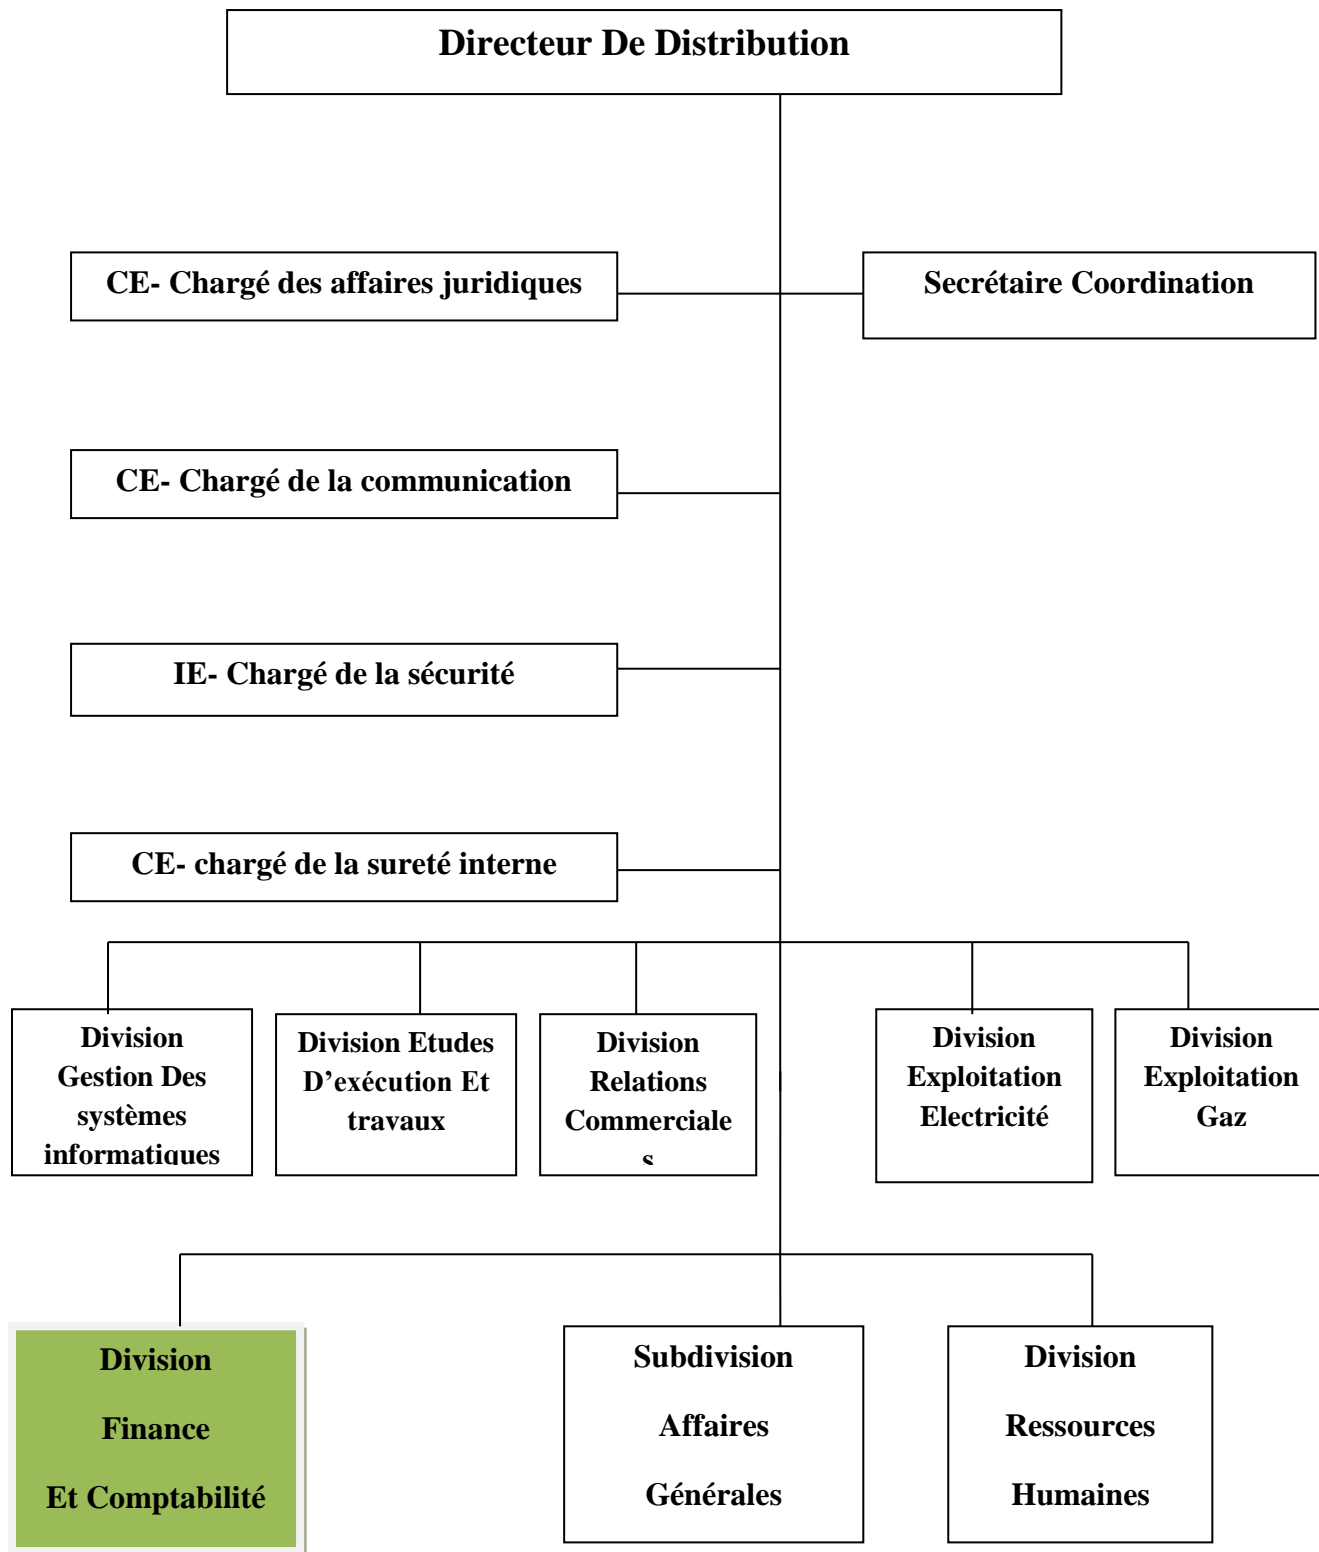 Directeur De Distribution
CE- Chargé des affaires juridiques
Secrétaire Coordination
CE- Chargé de la communication
IE- Chargé de la sécurité
CE- chargé de la sureté interne
Division
Gestion Des
systèmes
informatiques
Division Etudes
D’exécution Et
travaux
Division
Relations
Commerciale
s
Division
Exploitation
Electricité
Division
Exploitation
Gaz
Division
Finance
Et Comptabilité
Subdivision
Affaires
Générales
Division
Ressources
Humaines